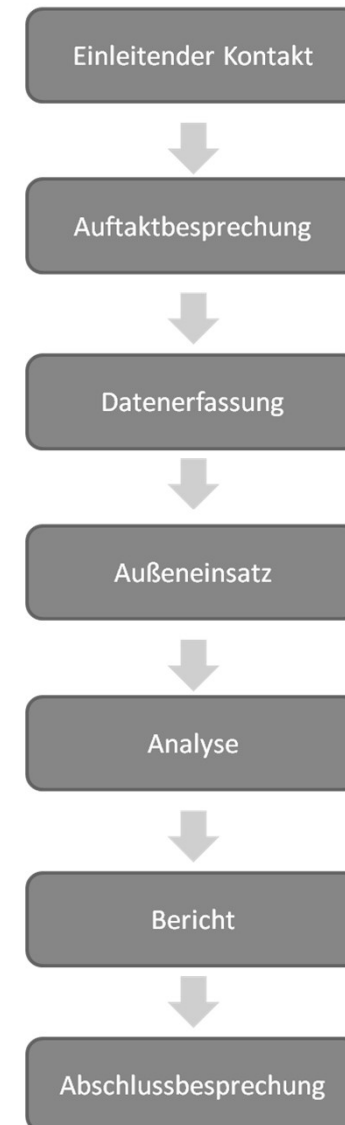 Einleitender Kontakt
Auftaktbesprechung
Datenerfassung
Außeneinsatz
Analyse
Bericht
Abschlussbesprechung